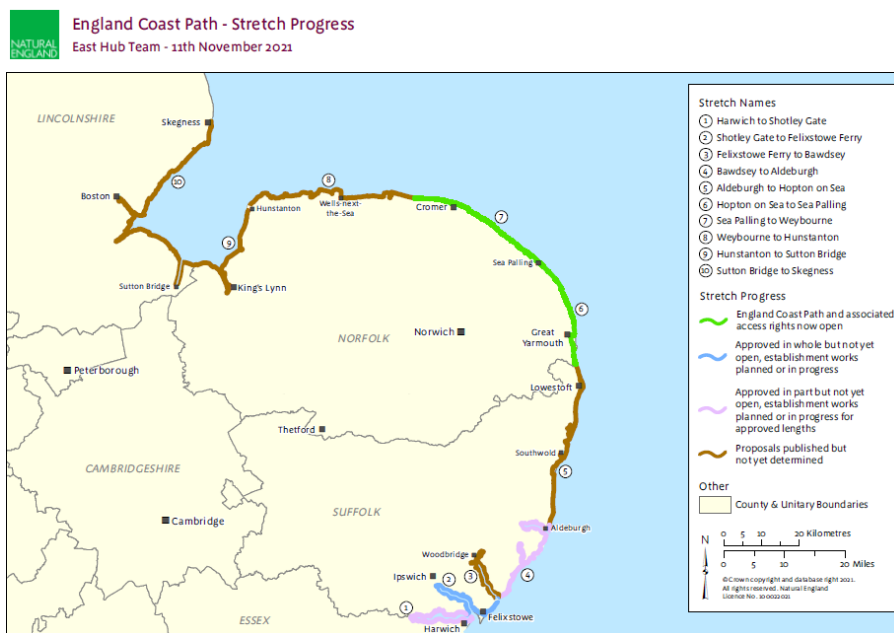 NATURAL
ENGLAND
England Coast Path - Stretch Progress
East Hub Team - 11th November 2021
LINCOLNSHIRE
Skegness
10
Boston
Hunstanton
8
Wells-next-
the-Sea
Cromer
7
9
Sea Palling
Sutton Bridge
King's Lynn
6
NORFOLK
Norwich
Great
Yarmouth
Peterborough
Lowestoft
Thetford
Southwold
CAMBRIDGESHIRE
5
SUFFOLK
Cambridge
Aldeburgh
Woodbridge
Ipswich
2
3
4
1
Felixstowe
ESSEX
Harwich
Stretch Names
1 Harwich to Shotley Gate
2 Shotley Gate to Felixstowe Ferry
3 Felixstowe Ferry to Bawdsey
4 Bawdsey to Aldeburgh
5 Aldeburgh to Hopton on Sea
6 Hopton on Sea to Sea Palling
7 Sea Palling to Weybourne
8 Weybourne to Hunstanton
9 Hunstanton to Sutton Bridge
10 Sutton Bridge to Skegness
Stretch Progress
England Coast Path and associated
access rights now open
Approved in whole but not yet
open, establishment works
planned or in progress
Approved in part but not yet
open, establishment works
planned or in progress for
approved lengths
Proposals published but
not yet determined
Other
County & Unitary Boundaries
N
0 5 10 20 Kilometres
0 5 10 20 Miles
© Crown copyright and database right 2021.
All rights reserved. Natural England
Licence No. 100022021